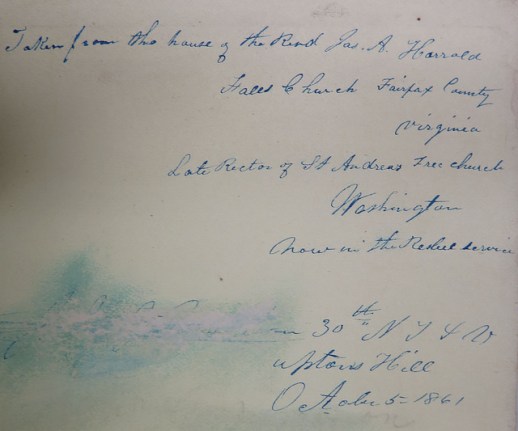 Taken from the house of the Revd Jas. A. Harrold
Falls Church Fairfax County
Virginia
Late Rector of St Andrews Free church
Washington
Now in the Rebel service
30th N Y S V
uptons Hill
October 5 - 1861